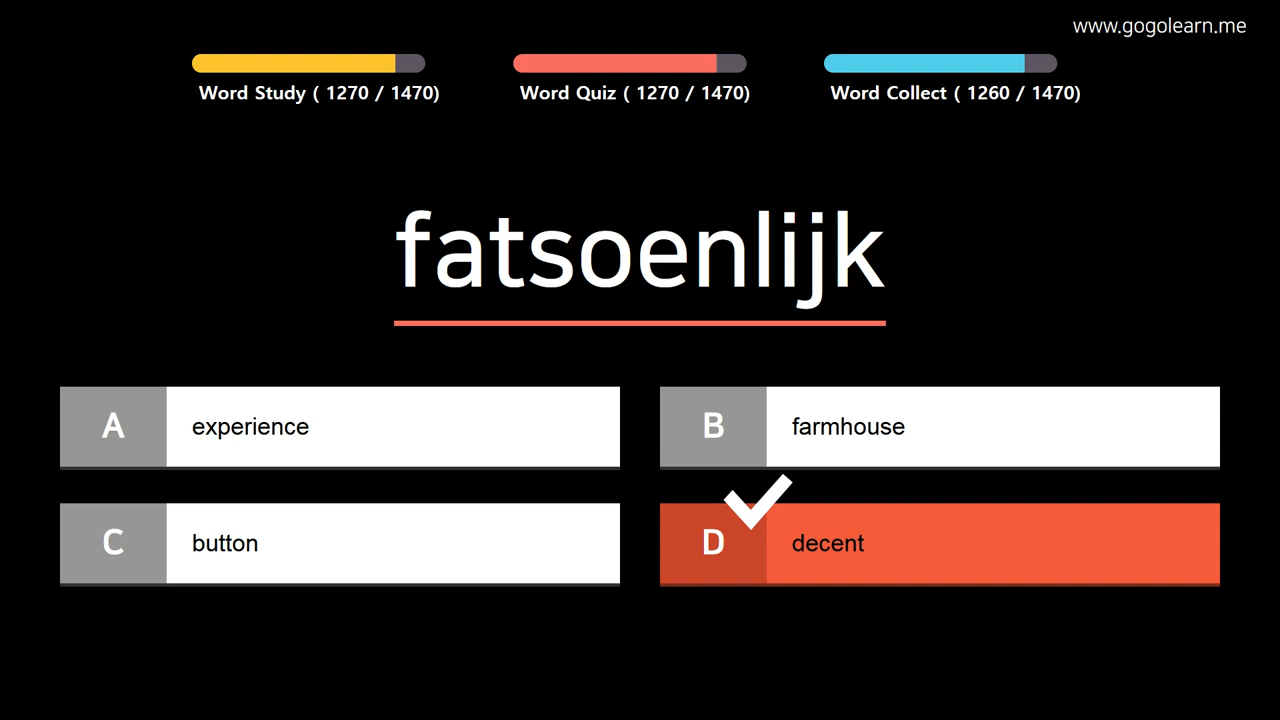 www.gogolearn.me
Word Study ( 1270 / 1470)
Word Quiz ( 1270 / 1470)
Word Collect ( 1260 / 1470)
fatsoenlijk
A experience
B farmhouse
C button
D decent